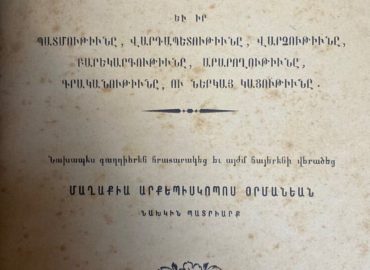 ԵՒ ԻՐ
ՊԱՏՄՈՒԹԻՒՆԸ, ՎԱՐԴԱՊԵՏՈՒԹԻՒՆԸ, ՎԱՐՉՈՒԹԻՒՆԸ,
ԲԱՐԵԿԱՐԳՈՒԹԻՒՆԸ, ԱՐԱՐՈՂՈՒԹԻՒՆԸ,
ԳՐԱԿԱՆՈՒԹԻՒՆԸ, ՈՒ ՆԵՐԿԱՅ ԿԱՑՈՒԹԻՒՆԸ.
Նախապէս գաղղիերէն հրատարակեց եւ այժմ հայերէնի վերածեց
ՄԱՂԱՔԻԱ ԱՐՔԵՊԻՍԿՈՊՈՍ ՕՐՄԱՆԵԱՆ
ՆԱԽԿԻՆ ՊԱՏՐԻԱՐՔ